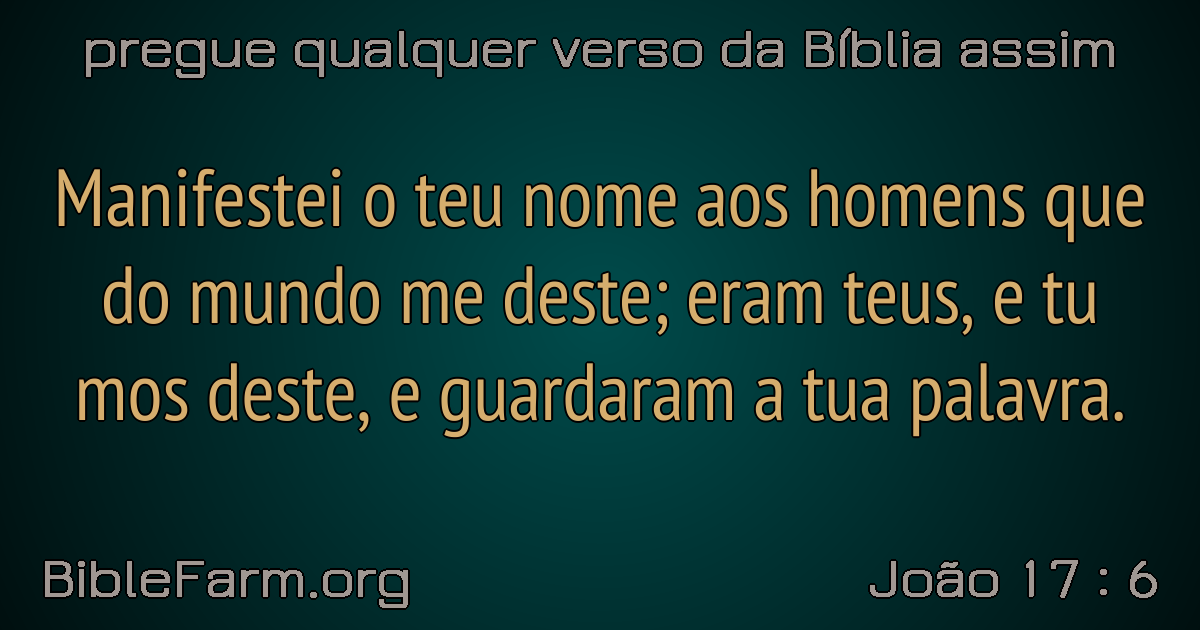 pregue qualquer verso da Bíblia assim
Manifestei o teu nome aos homens que
do mundo me deste; eram teus, e tu
mos deste, e guardaram a tua palavra.
BibleFarm.org
João 17 : 6